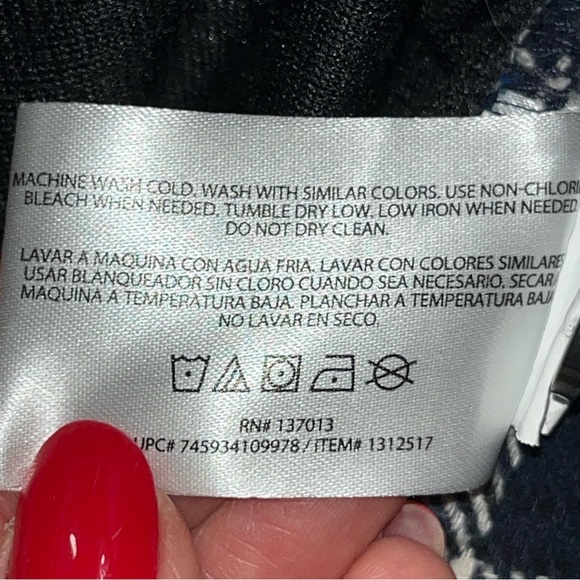 MACHINE WASH COLD. WASH WITH SIMILAR COLORS. USE NON-CHLORI
BLEACH WHEN NEEDED. TUMBLE DRY LOW. LOW IRON WHEN NEEDED
DO NOT DRY CLEAN.
LAVAR A MAQUINA CON AGUA FRIA. LAVAR CON COLORES SIMILARES
USAR BLANQUEADOR SIN CLORO CUANDO SEA NECESARIO. SECAR A
MAQUINA A TEMPERATURA BAJA. PLANCHAR A TEMPERATURA BAJA
NO LAVAR EN SECO.
RN# 137013
UPC# 745934109978 / ITEM# 1312517